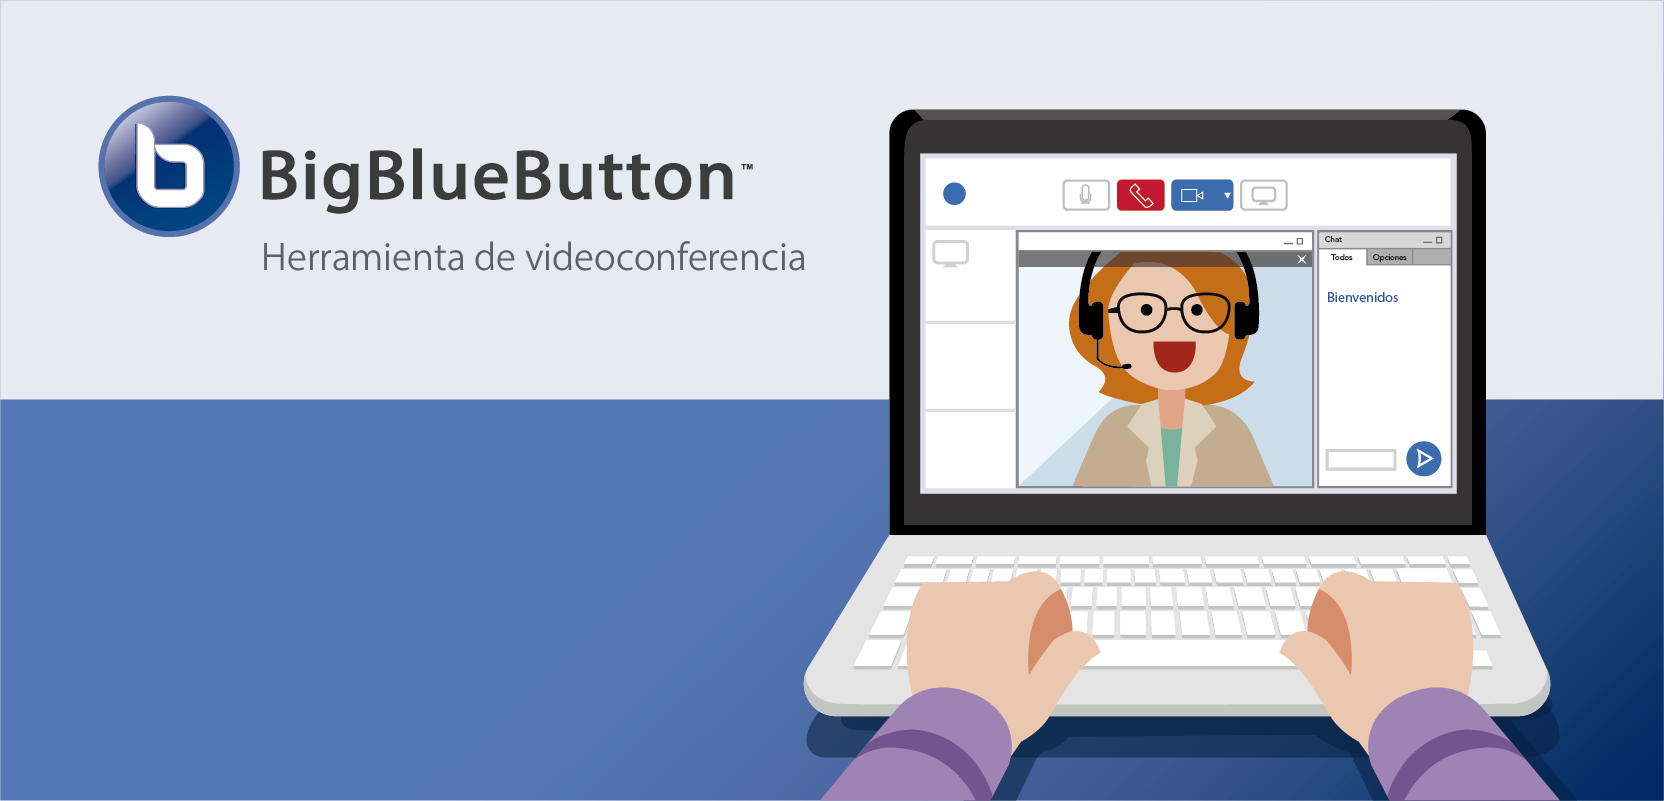 BigBlueButton™
Herramienta de videoconferencia
Chat
Todos
Opciones
Bienvenidos